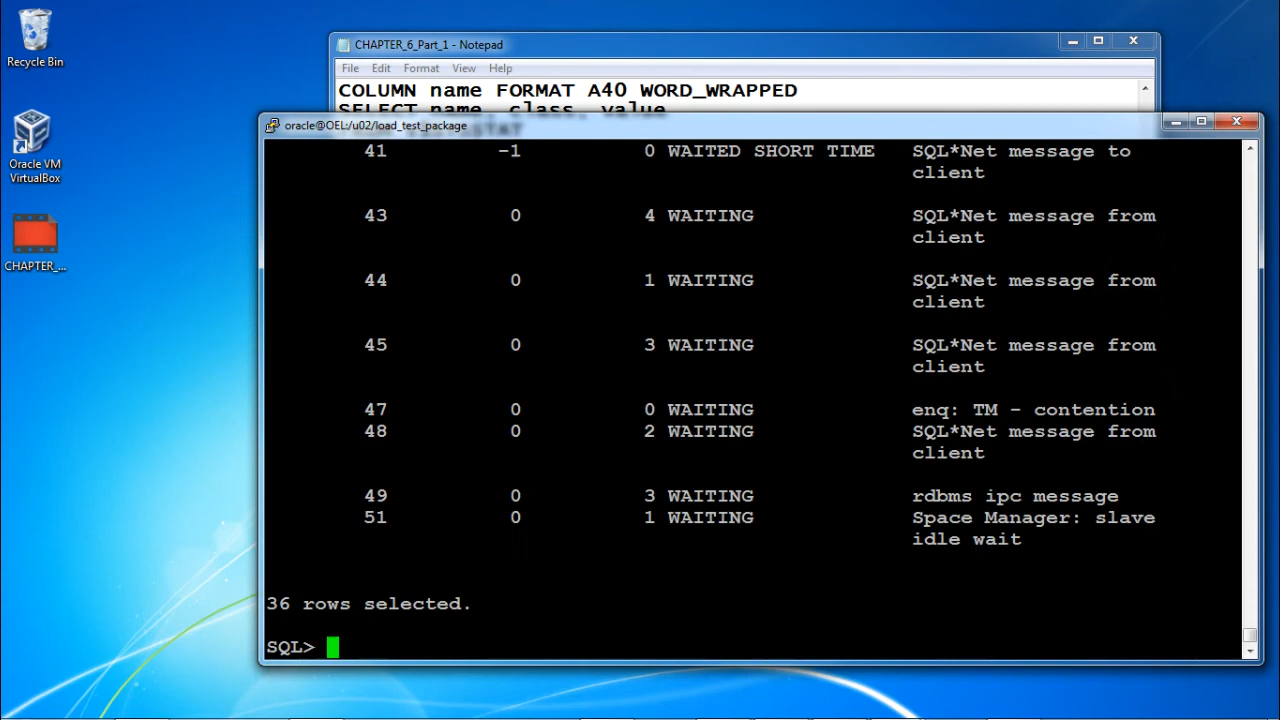 Recycle Bin
Oracle VM
VirtualBox
CHAPTER_...
CHAPTER_6_Part_1 - Notepad
File Edit Format View Help
COLUMN name FORMAT A40 WORD_WRAPPED
SELECT name, class, value
oracle@OEL:/u02/load_test_package
41 -1 0 WAITED SHORT TIME SQL*Net message to
client
43 0 4 WAITING SQL*Net message from
client
44 0 1 WAITING SQL*Net message from
client
45 0 3 WAITING SQL*Net message from
client
47 0 0 WAITING enq: TM - contention
48 0 2 WAITING SQL*Net message from
client
49 0 3 WAITING rdbms ipc message
51 0 1 WAITING Space Manager: slave
idle wait
36 rows selected.
SQL>